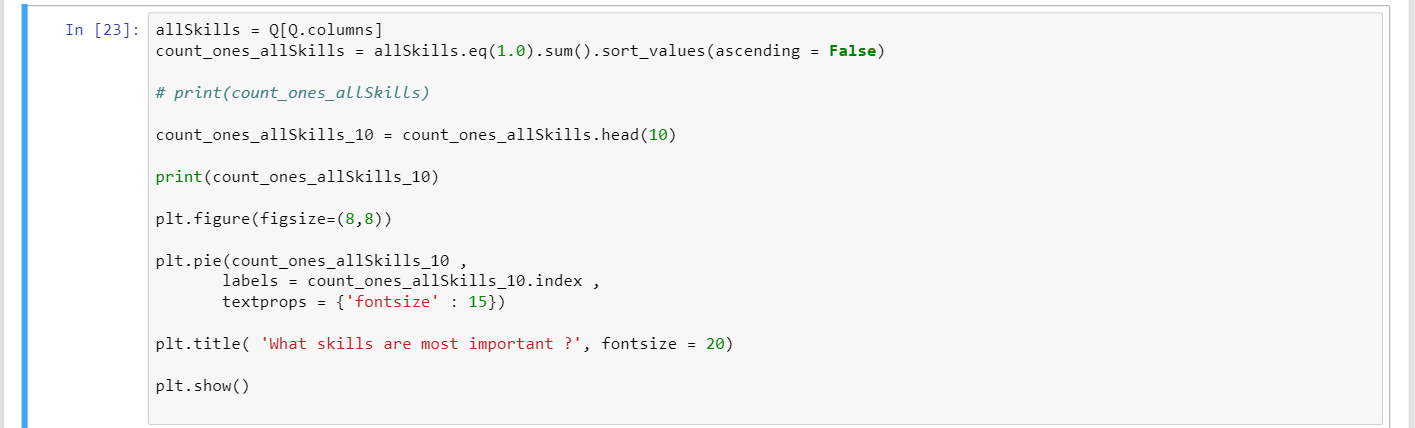 In [23]: allSkills = Q[Q.columns]
count_ones_allSkills = allSkills.eq(1.0).sum().sort_values(ascending = False)
# print(count_ones_allSkills)
count_ones_allSkills_10 = count_ones_allSkills.head(10)
print(count_ones_allSkills_10)
plt.figure(figsize=(8,8))
plt.pie(count_ones_allSkills_10 ,
labels = count_ones_allSkills_10.index ,
textprops = {'fontsize' : 15})
plt.title( 'What skills are most important ?', fontsize = 20)
plt.show()